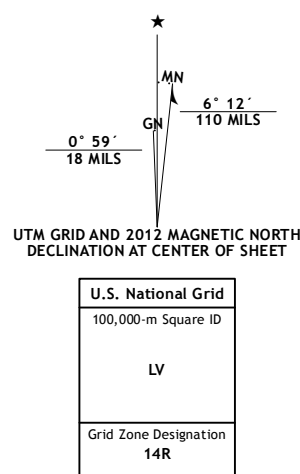 ★
MN
6° 12´
110 MILS
GN
0° 59´
18 MILS
UTM GRID AND 2012 MAGNETIC NORTH
DECLINATION AT CENTER OF SHEET
U.S. National Grid
100,000-m Square ID
LV
Grid Zone Designation
14R